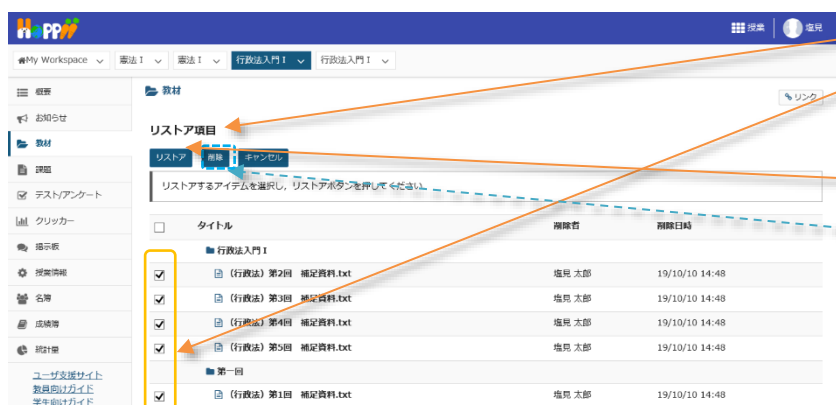 Hoppii
授業 塩見
My Workspace 憲法Ⅰ 憲法Ⅰ 行政法入門Ⅰ 行政法入門Ⅰ
概要
お知らせ
教材
課題
テスト/アンケート
クリッカー
掲示板
授業情報
名簿
成績簿
統計量
ユーザ支援サイト
教員向けガイド
学生向けガイド
教材
リンク
リストア項目
リストア 削除 キャンセル
リストアするアイテムを選択し，リストアボタンを押してください。
タイトル 削除者 削除日時
行政法入門Ⅰ
（行政法）第2回 補足資料.txt 塩見 太郎 19/10/10 14:48
（行政法）第3回 補足資料.txt 塩見 太郎 19/10/10 14:48
（行政法）第4回 補足資料.txt 塩見 太郎 19/10/10 14:48
（行政法）第5回 補足資料.txt 塩見 太郎 19/10/10 14:48
第一回
（行政法）第1回 補足資料.txt 塩見 太郎 19/10/10 14:48